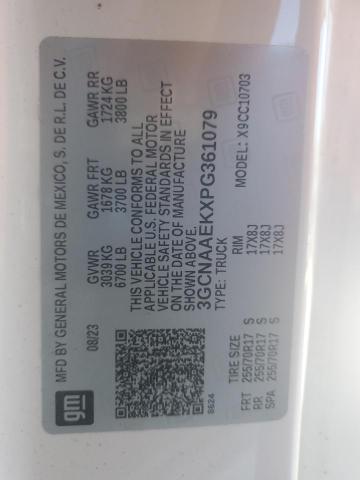 MFD BY GENERAL MOTORS DE MEXICO, S. DE R.L. DE C.V.
08/23 GVWR GAWR FRT GAWR RR
3039 KG 1678 KG 1724 KG
6700 LB 3700 LB 3800 LB
THIS VEHICLE CONFORMS TO ALL
APPLICABLE U.S. FEDERAL MOTOR
VEHICLE SAFETY STANDARDS IN EFFECT
ON THE DATE OF MANUFACTURE
SHOWN ABOVE.
3GCNAAEKXPG361079
TYPE: TRUCK MODEL: X9CC10703
gm
8624
TIRE SIZE RIM
FRT 255/70R17 S 17X8J
RR 255/70R17 S 17X8J
SPA 255/70R17 S 17X8J